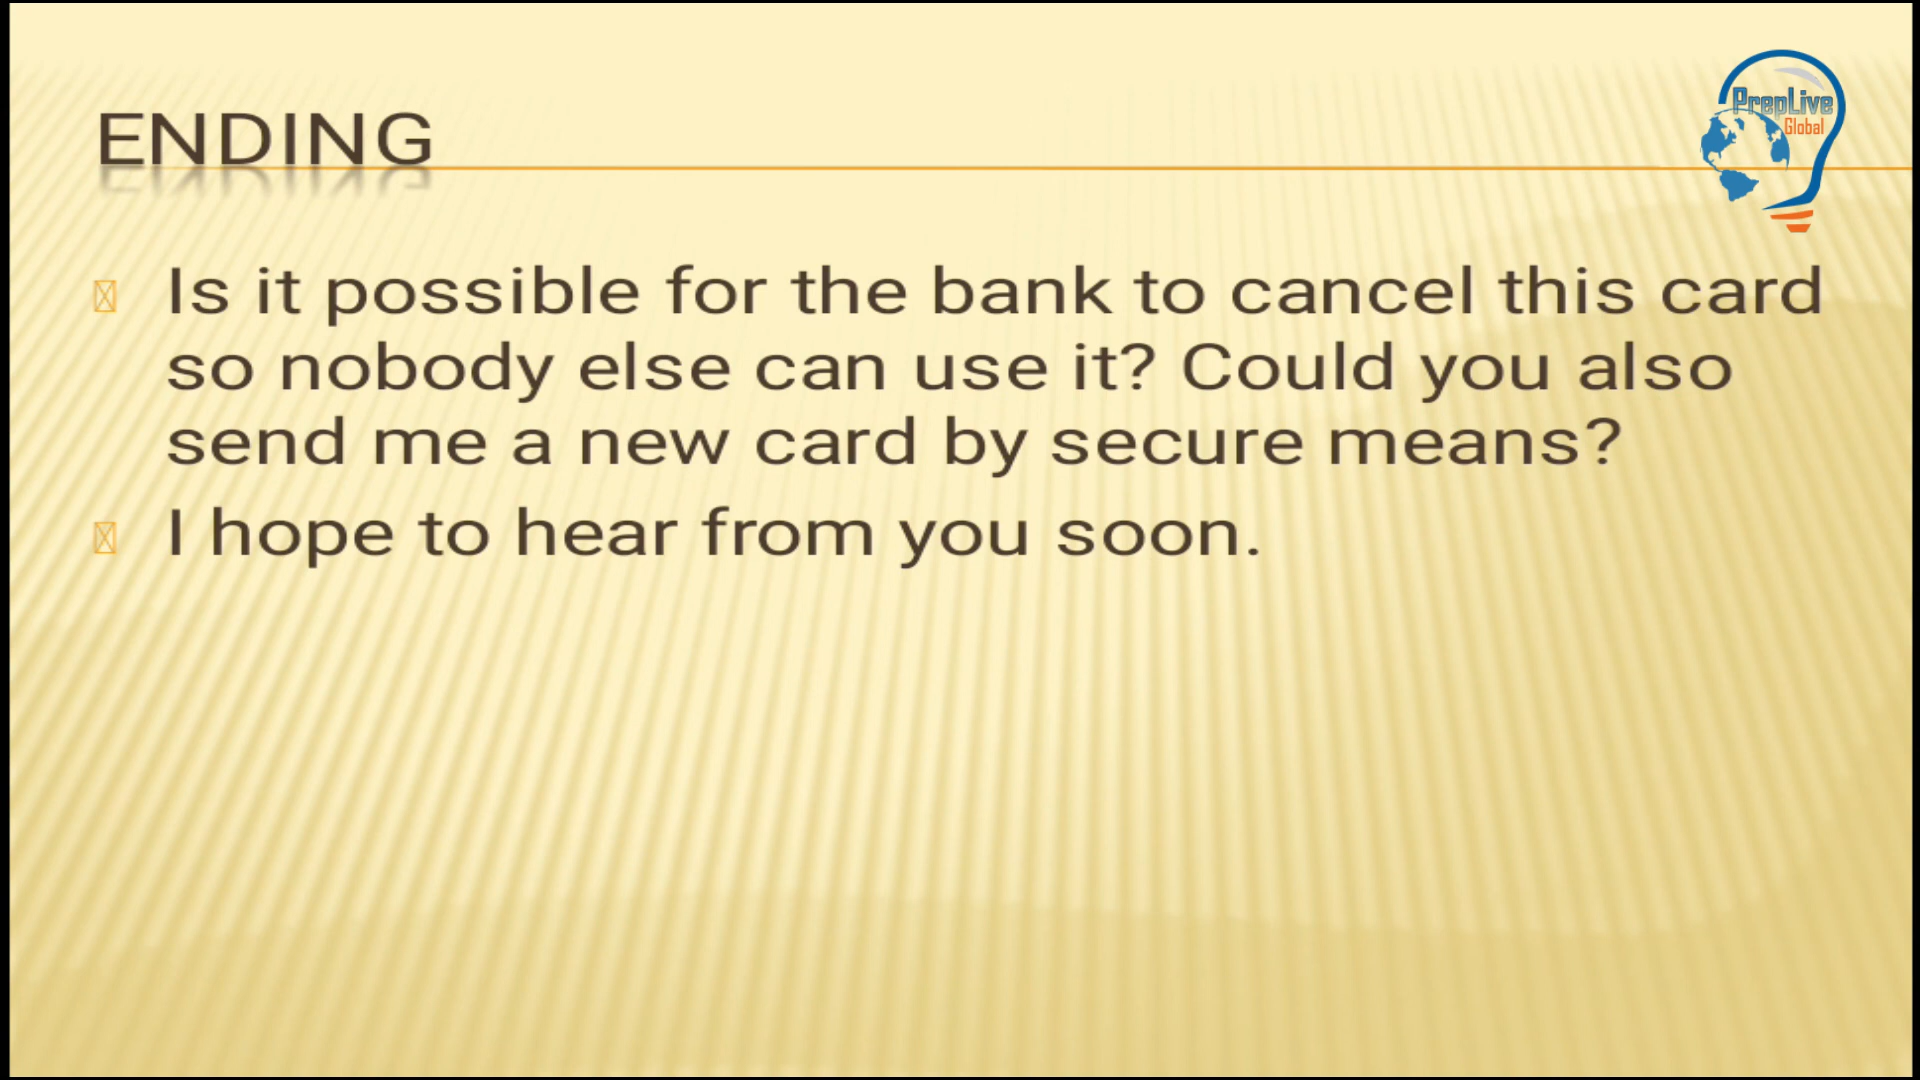 PrepLive
Global
ENDING
Is it possible for the bank to cancel this card
so nobody else can use it? Could you also
send me a new card by secure means?
I hope to hear from you soon.